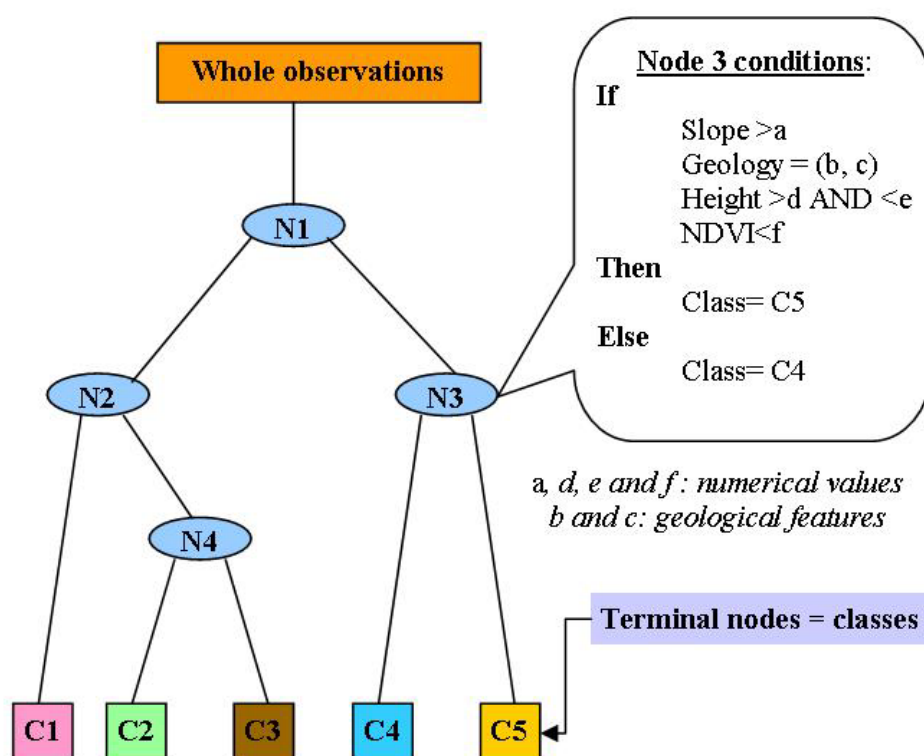 Whole observations
Node 3 conditions:
If
Slope >a
Geology = (b, c)
Height >d AND <e
NDVI<f
Then
Class= C5
Else
Class= C4
N1
N2
N3
a, d, e and f : numerical values
b and c: geological features
N4
Terminal nodes = classes
C1
C2
C3
C4
C5